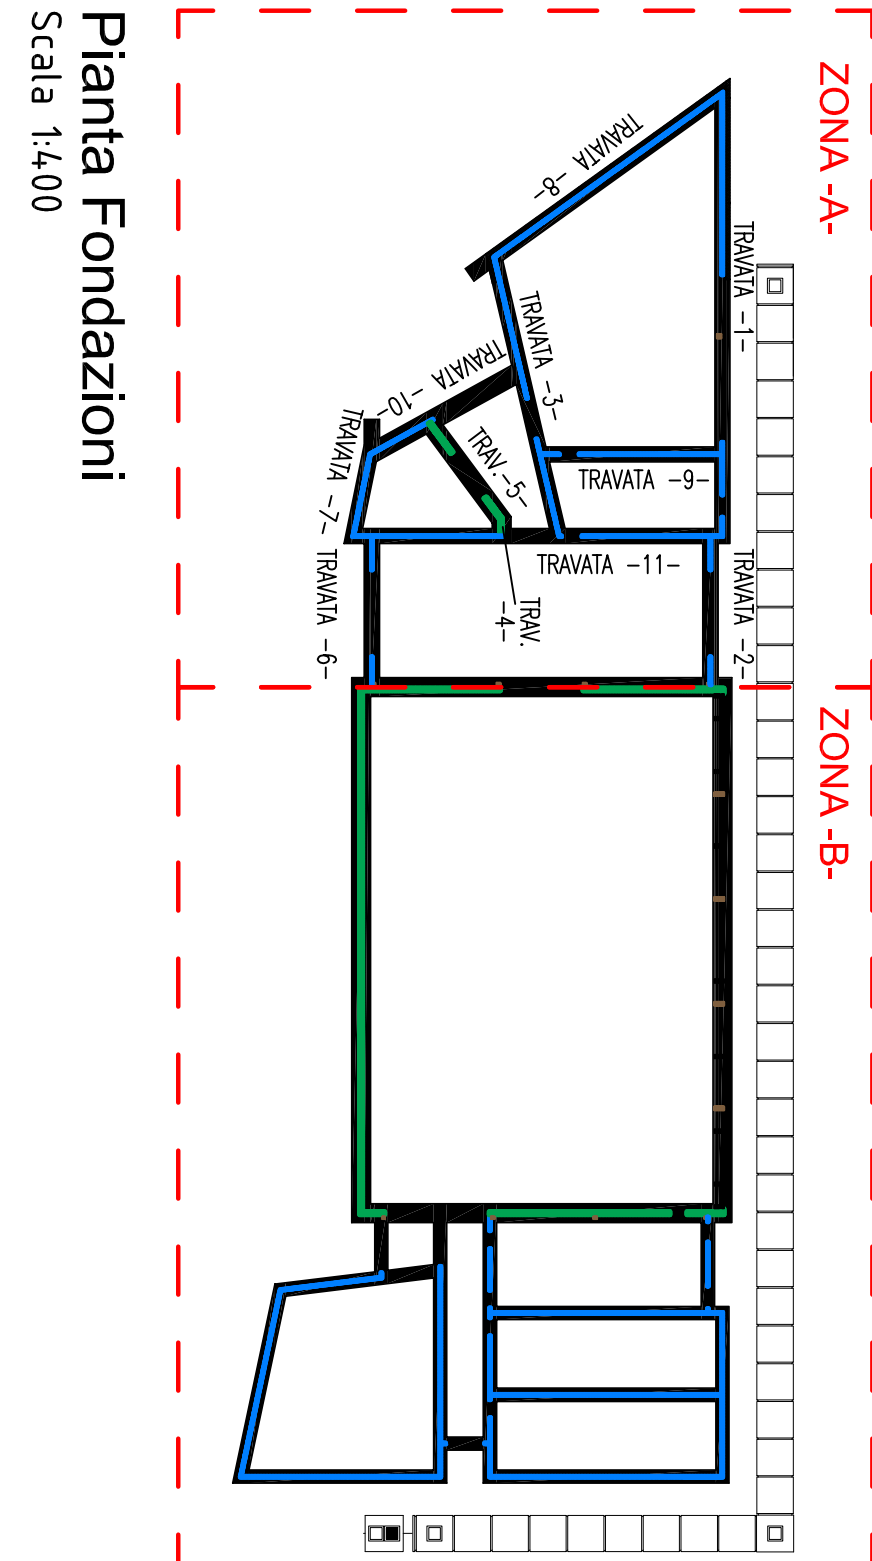 Pianta Fondazioni
Scala 1:400
ZONA -A-
TRAVATA -8-
TRAVATA -1-
TRAVATA -3-
TRAVATA -10-
TRAVATA -7-
TRAV.-5-
TRAVATA -9-
TRAVATA -11-
TRAVATA -2-
TRAVATA -6-
TRAV.
-4-
ZONA -B-